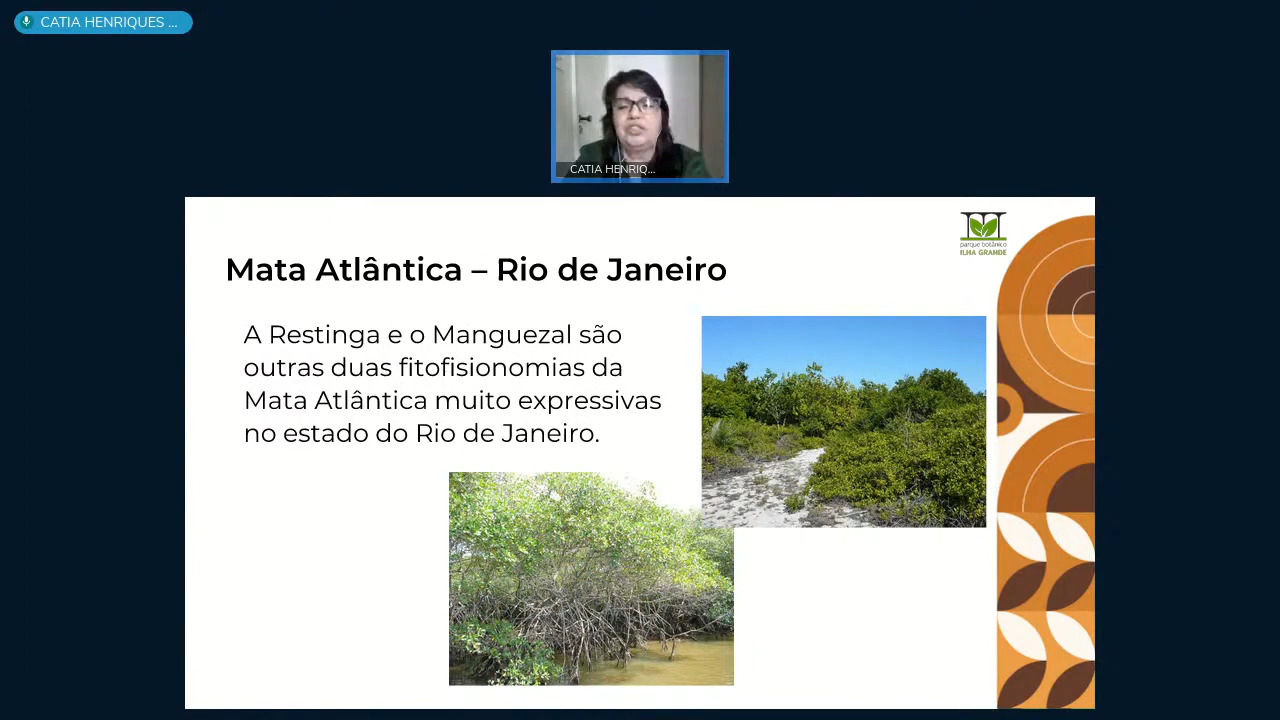 CATIA HENRIQUES ...
CATIA HENRIQ...
parque botânico
ILHA GRANDE
Mata Atlântica – Rio de Janeiro
A Restinga e o Manguezal são
outras duas fitofisionomias da
Mata Atlântica muito expressivas
no estado do Rio de Janeiro.